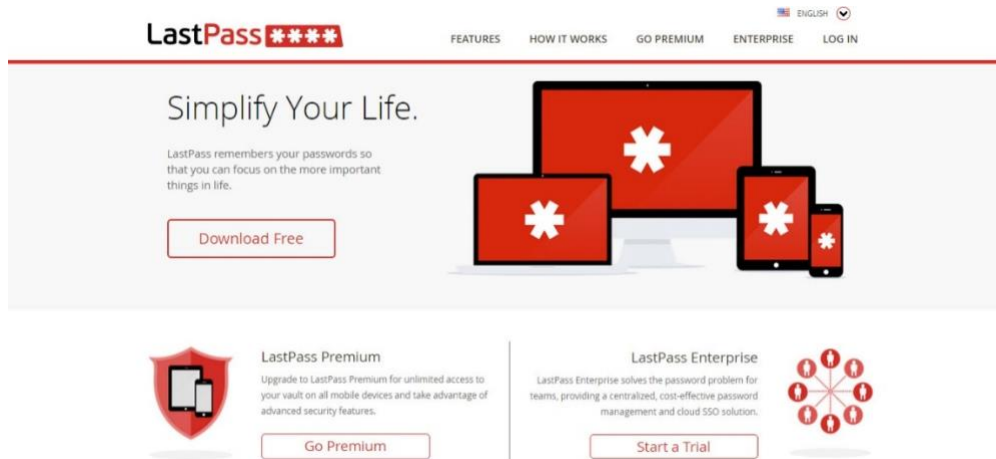 ENGLISH
LastPass ****
FEATURES HOW IT WORKS GO PREMIUM ENTERPRISE LOG IN
Simplify Your Life.
LastPass remembers your passwords so
that you can focus on the more important
things in life.
Download Free
LastPass Premium
Upgrade to LastPass Premium for unlimited access to
your vault on all mobile devices and take advantage of
advanced security features.
Go Premium
LastPass Enterprise
LastPass Enterprise solves the password problem for
teams, providing a centralized, cost-effective password
management and cloud SSO solution.
Start a Trial